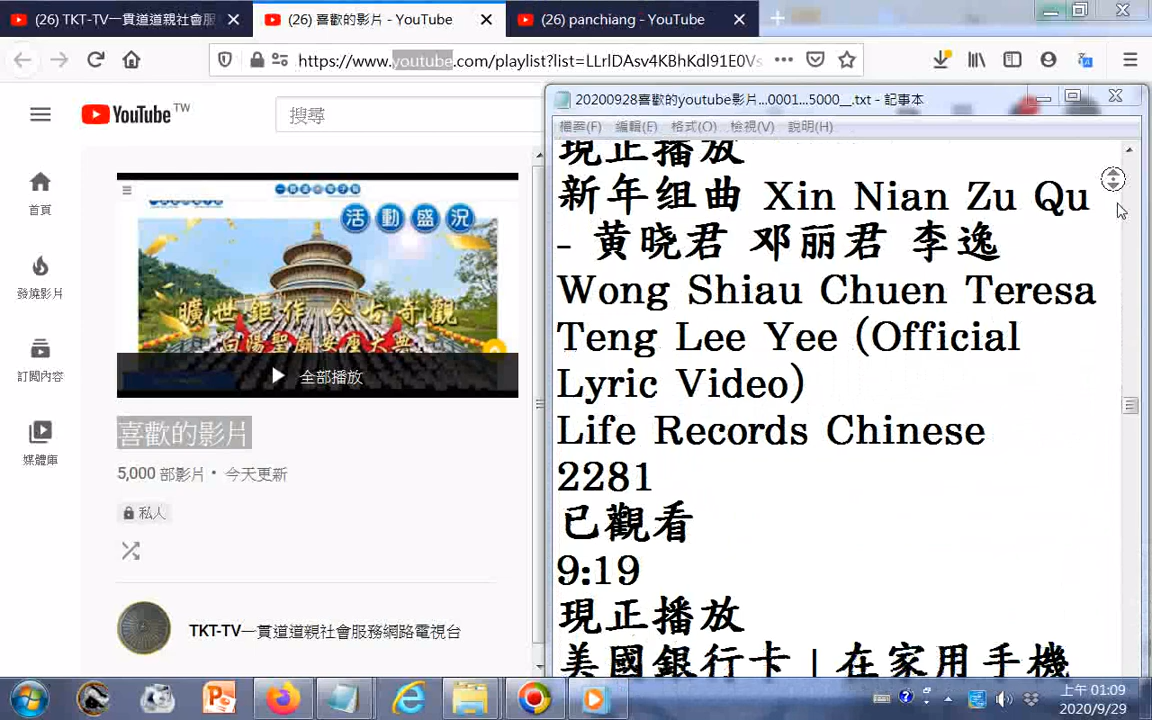 (26) TKT-TV一貫道道親社會服
(26) 喜歡的影片 - YouTube
(26) panchiang - YouTube
https://www.youtube.com/playlist?list=LLrlDAsv4KBhKdl91E0Vs
YouTube TW
搜尋
首頁
發燒影片
訂閱內容
媒體庫
活動盛況
曠世鉅作 今古奇觀
全部播放
喜歡的影片
5,000 部影片 • 今天更新
私人
TKT-TV一貫道道親社會服務網路電視台
20200928喜歡的youtube影片...0001...5000__.txt - 記事本
檔案(F) 編輯(E) 格式(O) 檢視(V) 說明(H)
現正播放
新年组曲 Xin Nian Zu Qu
- 黄晓君 邓丽君 李逸
Wong Shiau Chuen Teresa
Teng Lee Yee (Official
Lyric Video)
Life Records Chinese
2281
已觀看
9:19
現正播放
美國銀行卡 | 在家用手機
上午 01:09
2020/9/29